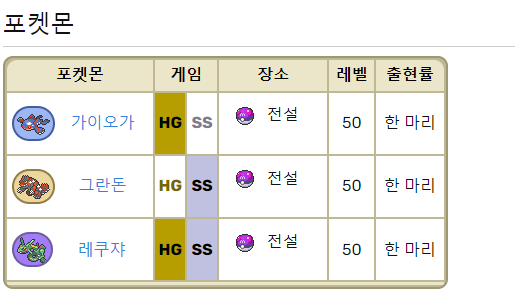 포켓몬
포켓몬 게임 장소 레벨 출현률
가이오가 HG SS 전설 50 한 마리
그란돈 HG SS 전설 50 한 마리
레쿠쟈 HG SS 전설 50 한 마리